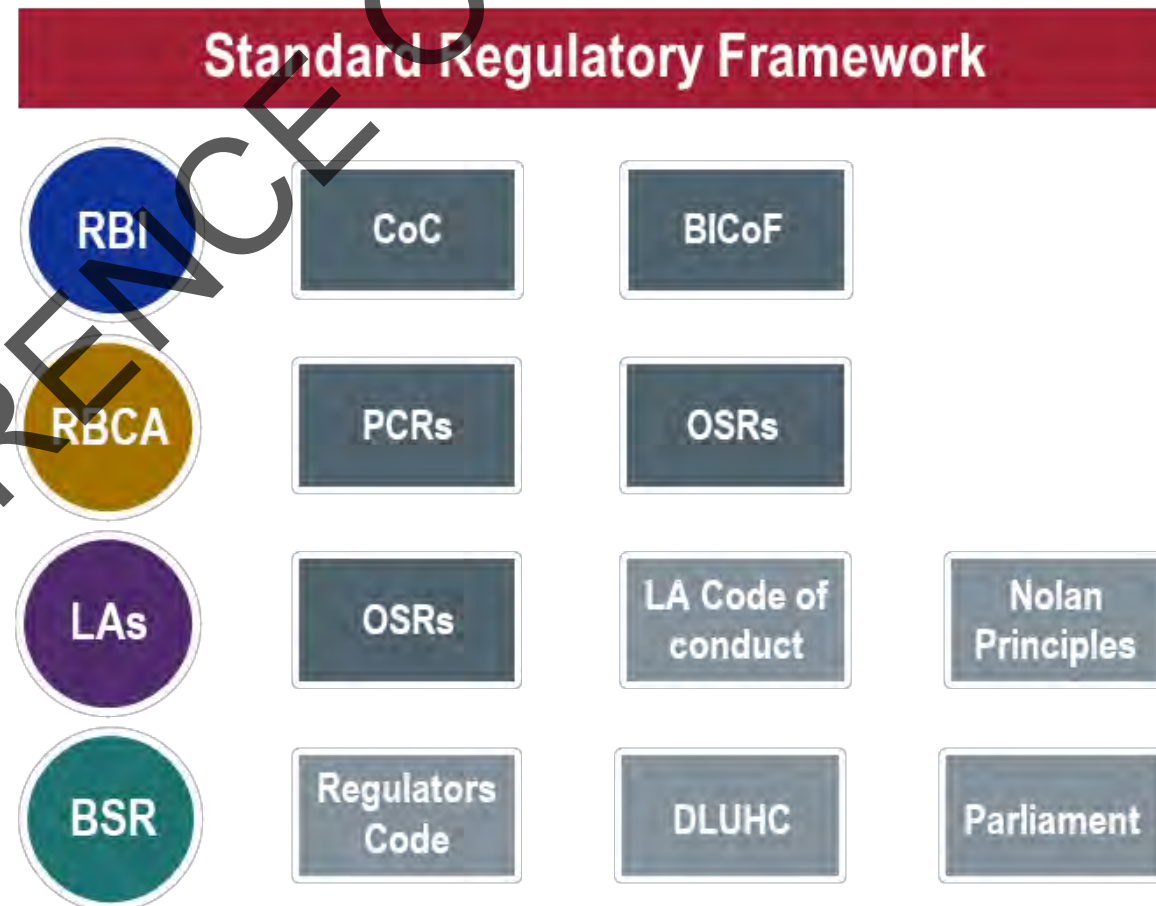 Standard Regulatory Framework
RBI
CoC
BICoF
RBCA
PCRs
OSRs
LAs
OSRs
LA Code of
conduct
Nolan
Principles
BSR
Regulators
Code
DLUHC
Parliament
RENCE O